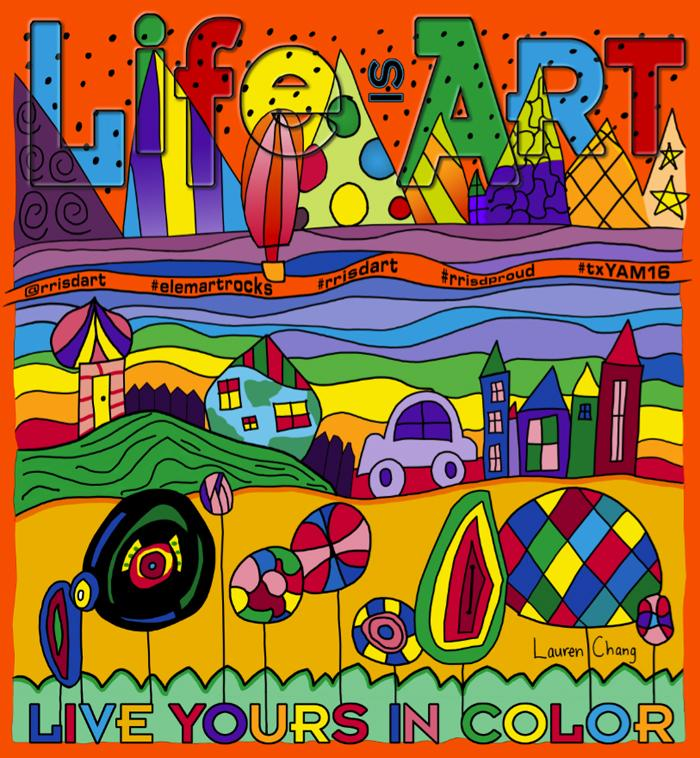 Life is ART
@rrisdart #elemartrocks #rrisdart #rrisdproud #txYAM16
Lauren Chang
LIVE YOURS IN COLOR